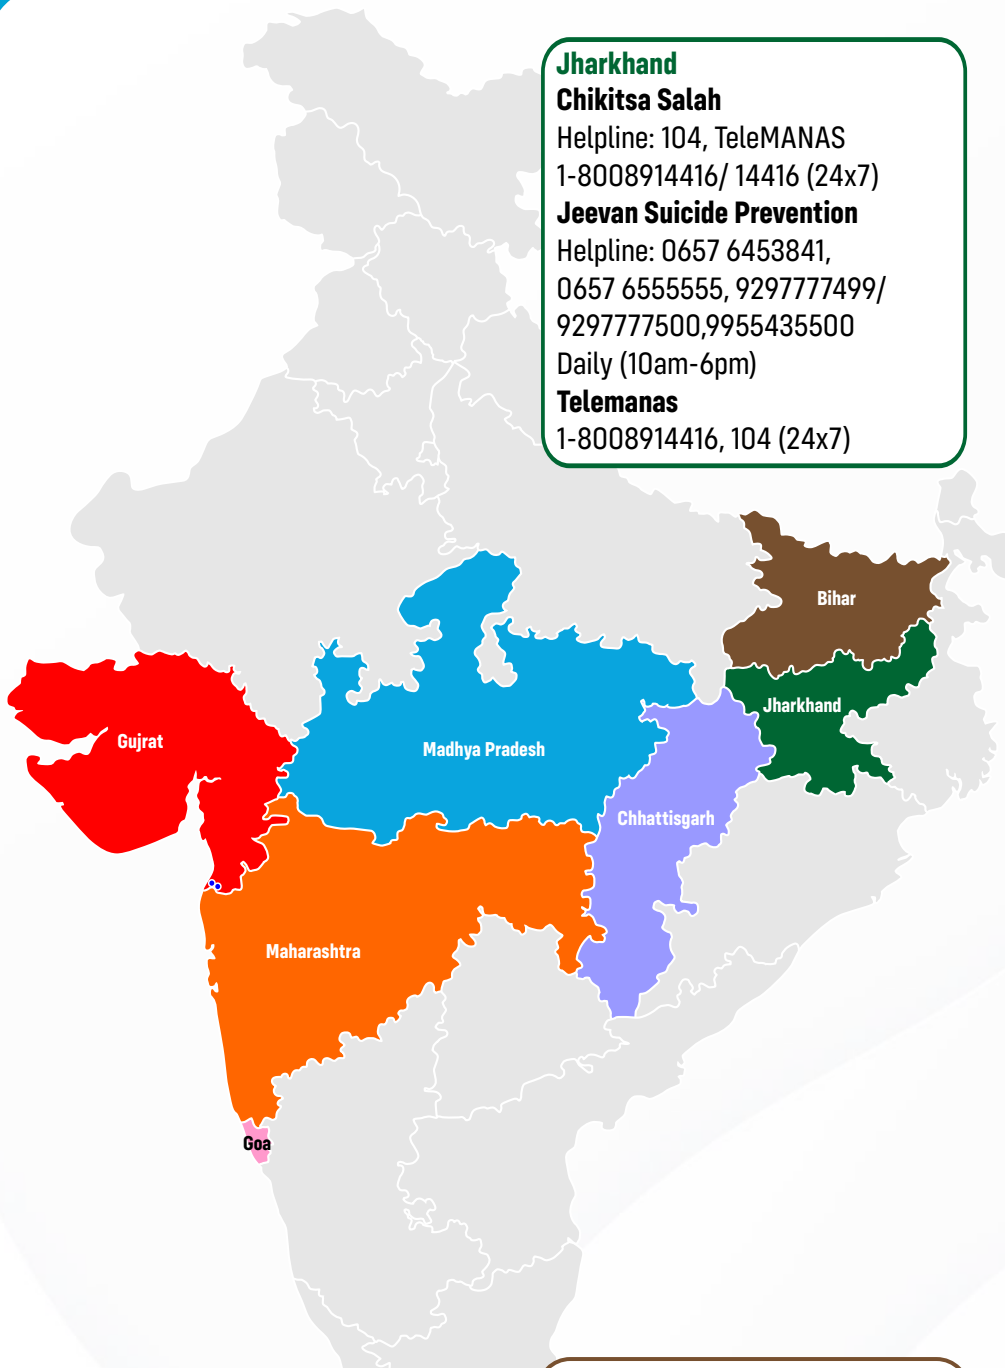 Jharkhand
Chikitsa Salah
Helpline: 104, TeleMANAS
1-8008914416/ 14416 (24x7)
Jeevan Suicide Prevention
Helpline: 0657 6453841,
0657 6555555, 9297777499/
9297777500,9955435500
Daily (10am-6pm)
Telemanas
1-8008914416, 104 (24x7)
Bihar
Jharkhand
Gujrat
Madhya Pradesh
Chhattisgarh
Maharashtra
Goa